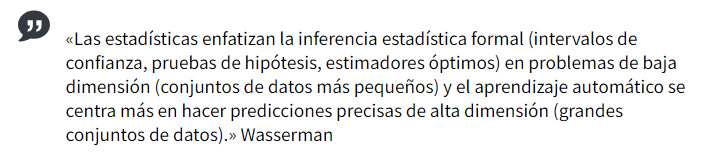 «Las estadísticas enfatizan la inferencia estadística formal (intervalos de
confianza, pruebas de hipótesis, estimadores óptimos) en problemas de baja
dimensión (conjuntos de datos más pequeños) y el aprendizaje automático se
centra más en hacer predicciones precisas de alta dimensión (grandes
conjuntos de datos).» Wasserman